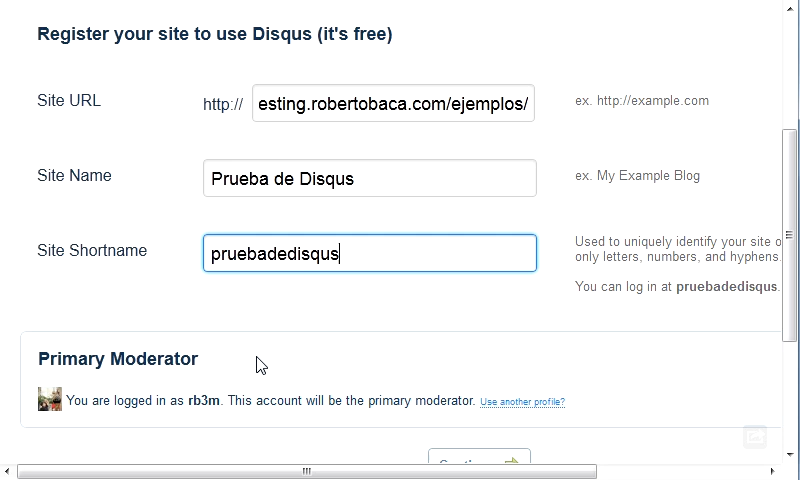 Register your site to use Disqus (it's free)
Site URL http:// esting.robertobaca.com/ejemplos/ ex. http://example.com
Site Name Prueba de Disqus ex. My Example Blog
Site Shortname pruebadedisqus Used to uniquely identify your site
only letters, numbers, and hyphens.
You can log in at pruebadedisqus.
Primary Moderator
You are logged in as rb3m. This account will be the primary moderator. Use another profile?